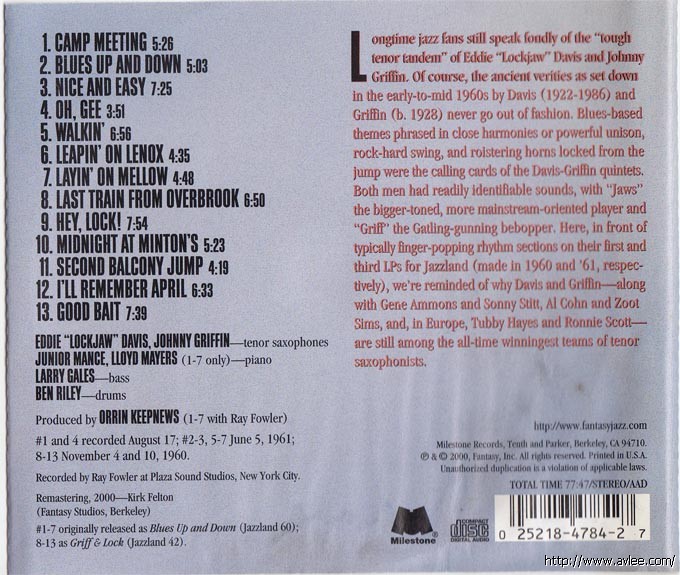 1. CAMP MEETING 5:26
2. BLUES UP AND DOWN 5:03
3. NICE AND EASY 7:25
4. OH, GEE 3:51
5. WALKIN' 6:56
6. LEAPIN' ON LENOX 4:35
7. LAYIN' ON MELLOW 4:48
8. LAST TRAIN FROM OVERBROOK 6:50
9. HEY, LOCK! 7:54
10. MIDNIGHT AT MINTON'S 5:23
11. SECOND BALCONY JUMP 4:19
12. I'LL REMEMBER APRIL 6:33
13. GOOD BAIT 7:39
EDDIE "LOCKJAW" DAVIS, JOHNNY GRIFFIN—tenor saxophones
JUNIOR MANCE, LLOYD MAYERS (1-7 only)—piano
LARRY GALES—bass
BEN RILEY—drums
Produced by ORRIN KEEPNEWS (1-7 with Ray Fowler)
#1 and 4 recorded August 17; #2-3, 5-7 June 5, 1961;
8-13 November 4 and 10, 1960.
Recorded by Ray Fowler at Plaza Sound Studios, New York City.
Remastering, 2000—Kirk Felton
(Fantasy Studios, Berkeley)
#1-7 originally released as Blues Up and Down (Jazzland 60);
8-13 as Griff & Lock (Jazzland 42).
Longtime jazz fans still speak fondly of the "tough
tenor tandem" of Eddie "Lockjaw" Davis and Johnny
Griffin. Of course, the ancient verities as set down
in the early-to-mid 1960s by Davis (1922-1986) and
Griffin (b. 1928) never go out of fashion. Blues-based
themes phrased in close harmonies or powerful unison,
rock-hard swing, and roistering horns locked from the
jump were the calling cards of the Davis-Griffin quintets.
Both men had readily identifiable sounds, with "Jaws"
the bigger-toned, more mainstream-oriented player and
"Griff" the Gatling-gunning bebopper. Here, in front of
typically finger-popping rhythm sections on their first and
third LPs for Jazzland (made in 1960 and '61, respec-
tively), we're reminded of why Davis and Griffin—along
with Gene Ammons and Sonny Stitt, Al Cohn and Zoot
Sims, and, in Europe, Tubby Hayes and Ronnie Scott—
are still among the all-time winningest teams of tenor
saxophonists.
http://www.fantasyjazz.com
Milestone Records, Tenth and Parker, Berkeley, CA 94710.
℗ & © 2000, Fantasy, Inc. All rights reserved. Printed in U.S.A.
Unauthorized duplication is a violation of applicable laws.
TOTAL TIME 77:47/STEREO/AAD
Milestone®
COMPACT
disc
DIGITAL AUDIO
0 25218-4784-2 7
http://www.avlee.com/